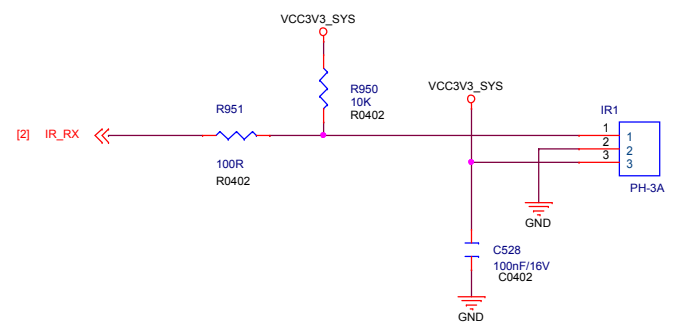 VCC3V3_SYS
R950
10K
R0402
VCC3V3_SYS
R951
IR1
[2] IR_RX
1 1
2 2
3 3
100R
R0402
PH-3A
GND
C528
100nF/16V
C0402
GND